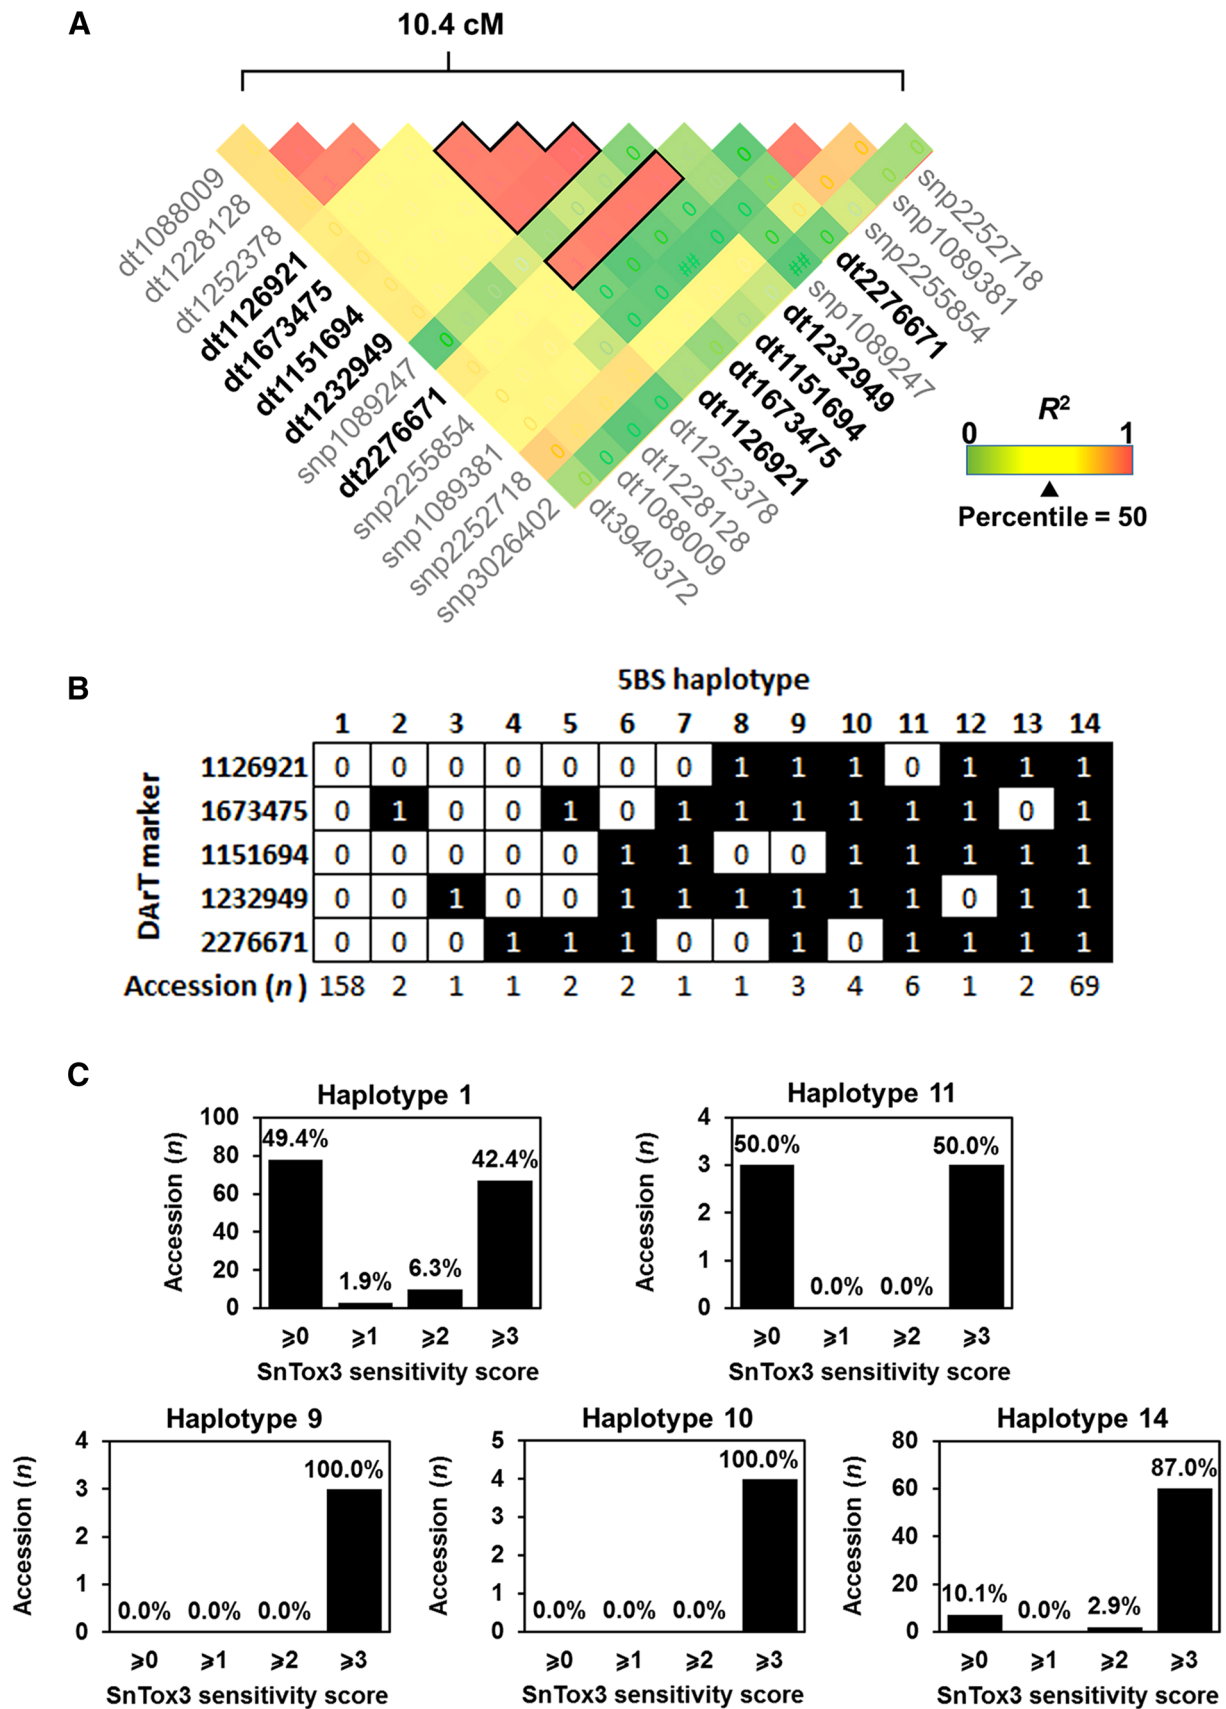 A
10.4 cM
dt1088009
dt1228128
dt1252378
dt1126921
dt1673475
dt1151694
dt1232949
snp1089247
dt2276671
snp2255854
snp1089381
snp2252718
snp3026402
snp2252718
snp1089381
snp2255854
dt2276671
snp1089247
dt1232949
dt1151694
dt1673475
dt1126921
dt1252378
dt1228128
dt1088009
dt3940372
R²
0 1
Percentile = 50
B
5BS haplotype
1 2 3 4 5 6 7 8 9 10 11 12 13 14
DArT marker
1126921 0 0 0 0 0 0 0 1 1 1 0 1 1 1
1673475 0 1 0 0 1 0 1 1 1 1 1 1 0 1
1151694 0 0 0 0 0 1 1 0 0 1 1 1 1 1
1232949 0 0 1 0 0 1 1 1 1 1 1 0 1 1
2276671 0 0 0 1 1 1 0 0 1 0 1 1 1 1
Accession (n) 158 2 1 1 2 2 1 1 3 4 6 1 2 69
C
Haplotype 1
Accession (n)
100
80
60
40
20
0
49.4% 1.9% 6.3% 42.4%
⩾0 ⩾1 ⩾2 ⩾3
SnTox3 sensitivity score
Haplotype 11
Accession (n)
4
3
2
1
0
50.0% 0.0% 0.0% 50.0%
⩾0 ⩾1 ⩾2 ⩾3
SnTox3 sensitivity score
Haplotype 9
Accession (n)
4
3
2
1
0
0.0% 0.0% 0.0% 100.0%
⩾0 ⩾1 ⩾2 ⩾3
SnTox3 sensitivity score
Haplotype 10
Accession (n)
5
4
3
2
1
0
0.0% 0.0% 0.0% 100.0%
⩾0 ⩾1 ⩾2 ⩾3
SnTox3 sensitivity score
Haplotype 14
Accession (n)
80
60
40
20
0
10.1% 0.0% 2.9% 87.0%
⩾0 ⩾1 ⩾2 ⩾3
SnTox3 sensitivity score